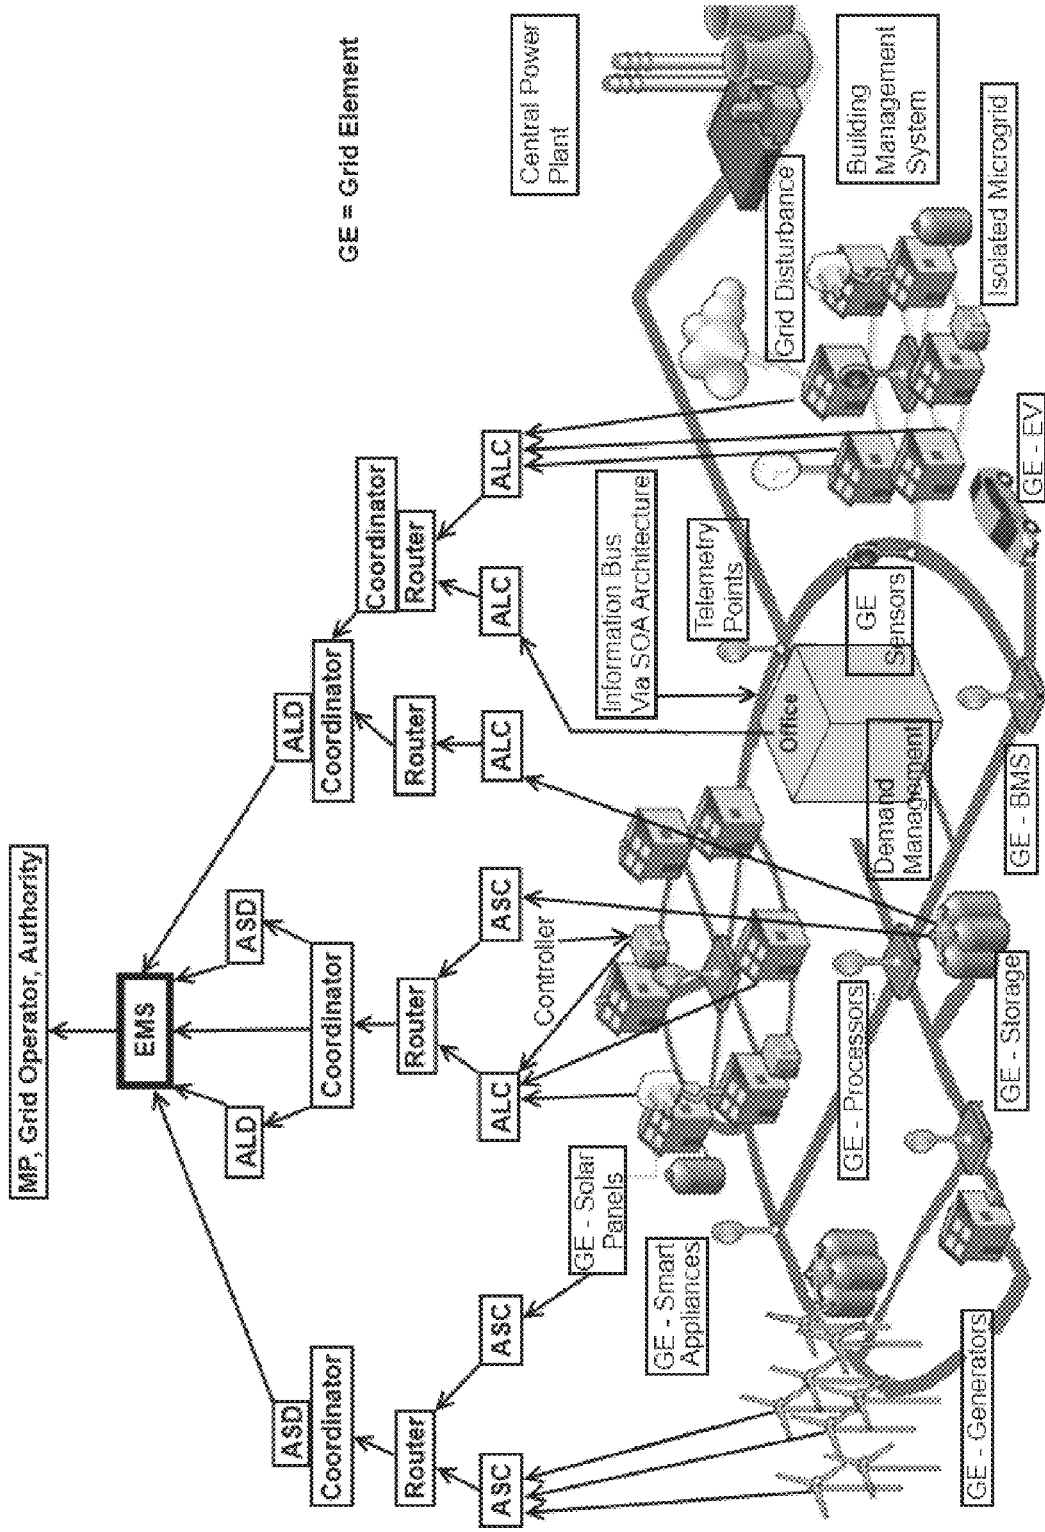 MP, Grid Operator, Authority
EMS
ASD
Coordinator
ALD
ASD
Coordinator
ALD
Coordinator
Coordinator
Router
Router
Router
Router
ASC
ASC
ALC
ASC
ALC
ALC
ALC
GE = Grid Element
Controller
GE - Solar
Panels
GE - Smart
Appliances
Information Bus
Via SOA Architecture
Telemetry
Points
Central Power
Plant
Grid Disturbance
Building
Management
System
Isolated Microgrid
Office
GE
Sensors
Demand
Management
GE - Processors
GE - Generators
GE - Storage
GE - BMS
GE - EV